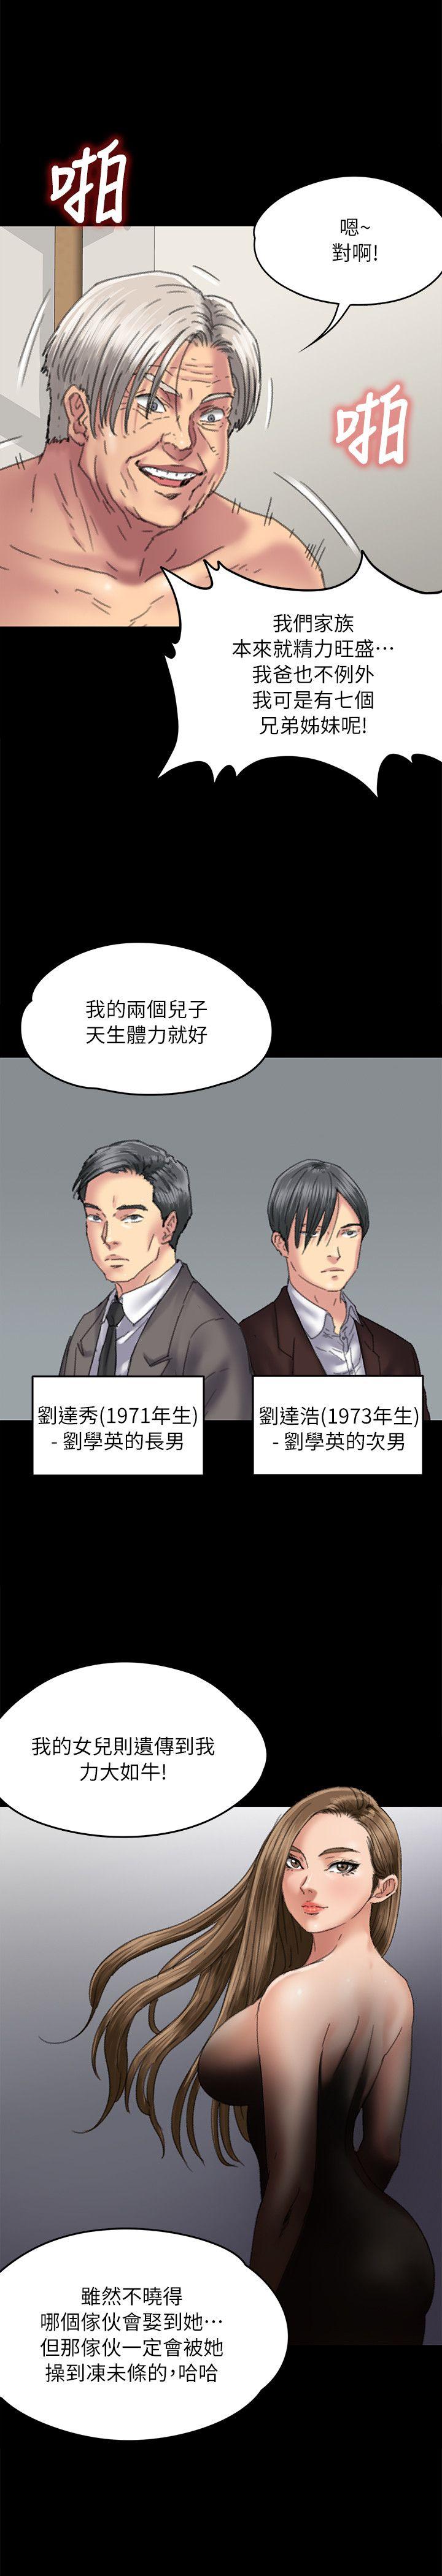 啪
嗯~
對啊!
啪
我們家族
本來就精力旺盛…
我爸也不例外
我可是有七個
兄弟姊妹呢!
我的兩個兒子
天生體力就好
劉達秀(1971年生)
- 劉學英的長男
劉達浩(1973年生)
- 劉學英的次男
我的女兒則遺傳到我
力大如牛!
雖然不曉得
哪個傢伙會娶到她…
但那傢伙一定會被她
操到凍未條的,哈哈